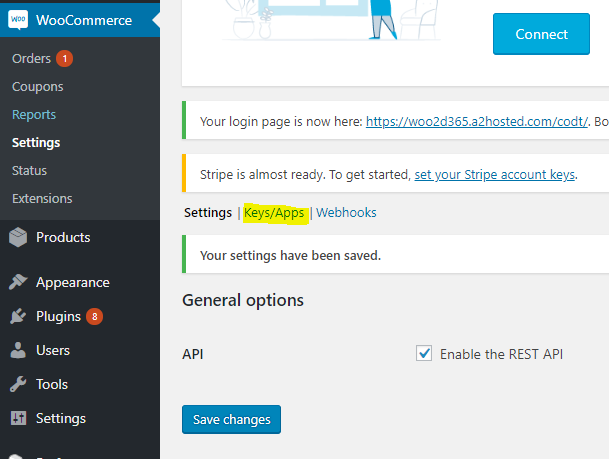 WOO
WooCommerce
Orders 1
Coupons
Reports
Settings
Status
Extensions
Products
Appearance
Plugins 8
Users
Tools
Settings
Connect
Your login page is now here: https://woo2d365.a2hosted.com/codt/. Bo
Stripe is almost ready. To get started, set your Stripe account keys.
Settings | Keys/Apps | Webhooks
Your settings have been saved.
General options
API
Enable the REST API
Save changes